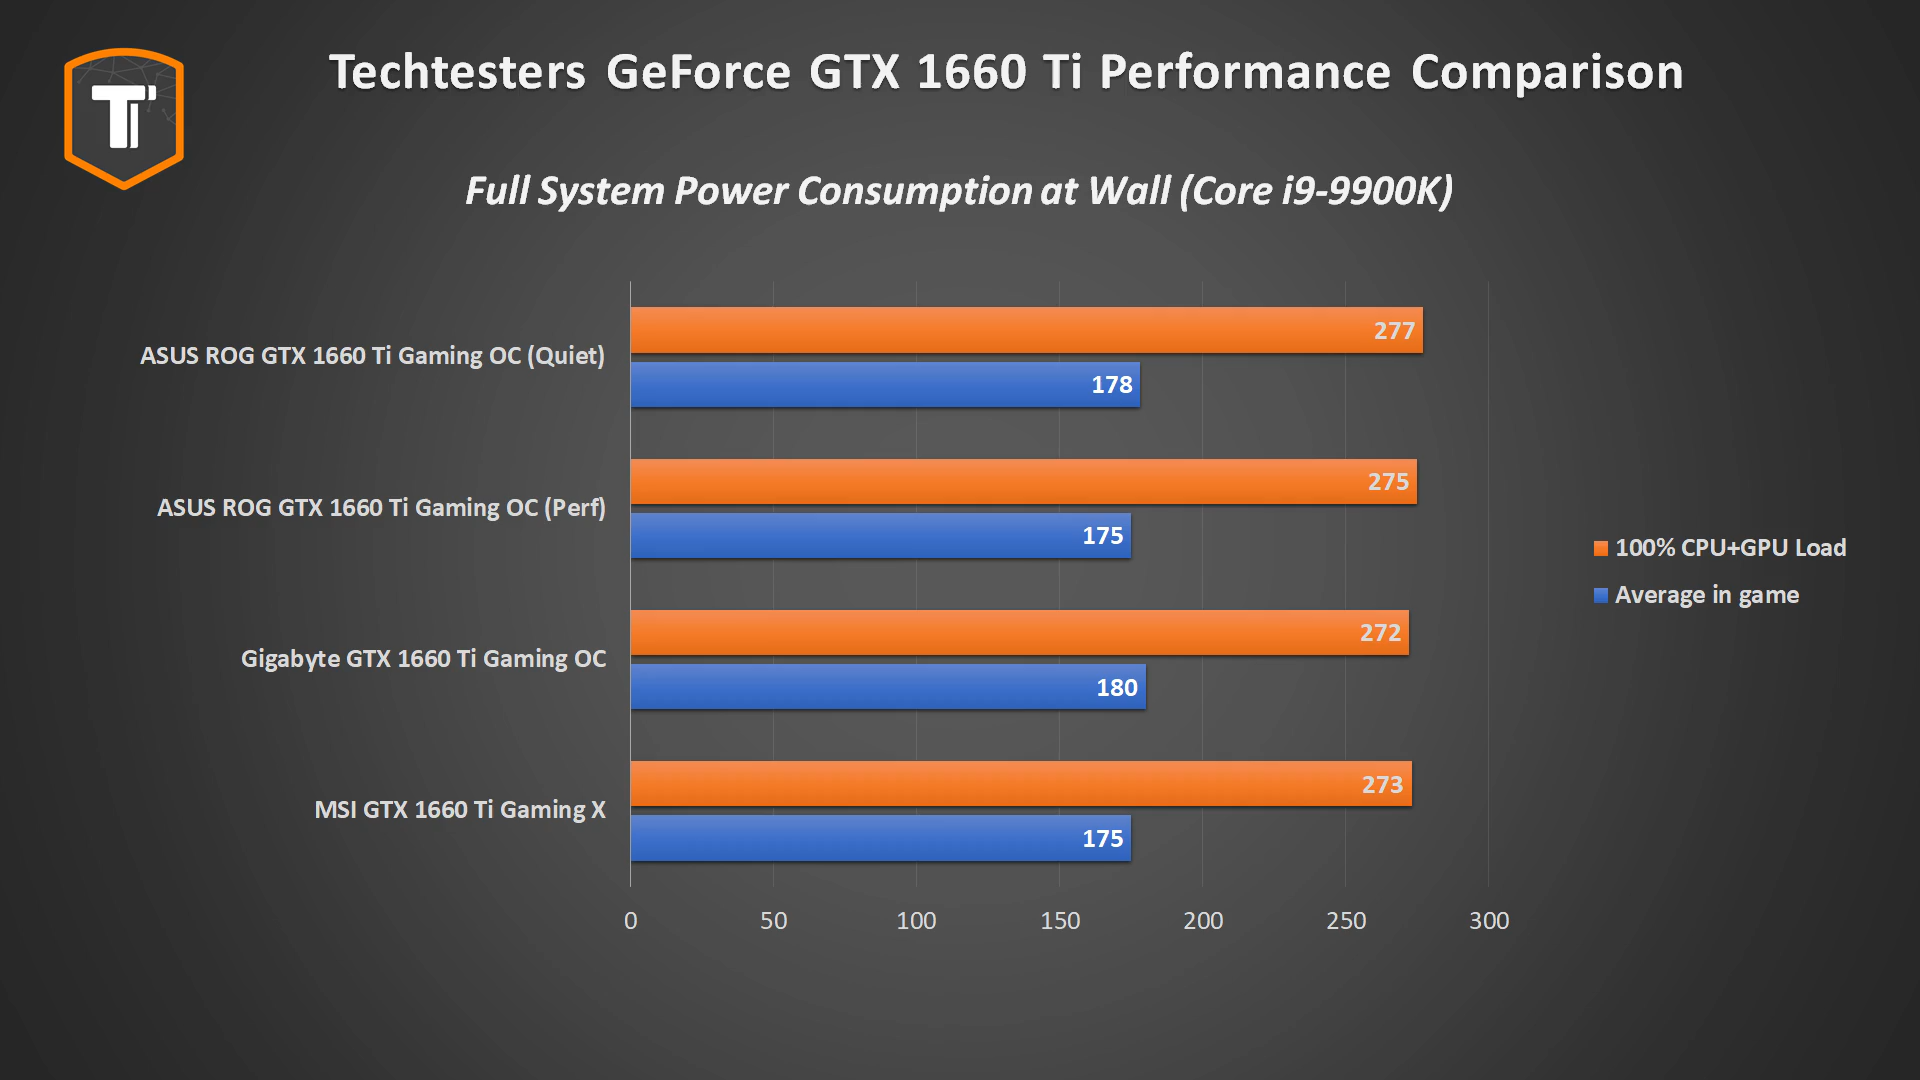 Techtesters GeForce GTX 1660 Ti Performance Comparison
T
Full System Power Consumption at Wall (Core i9-9900K)
ASUS ROG GTX 1660 Ti Gaming OC (Quiet)
277
178
ASUS ROG GTX 1660 Ti Gaming OC (Perf)
275
175
Gigabyte GTX 1660 Ti Gaming OC
272
180
MSI GTX 1660 Ti Gaming X
273
175
0 50 100 150 200 250 300
100% CPU+GPU Load
Average in game